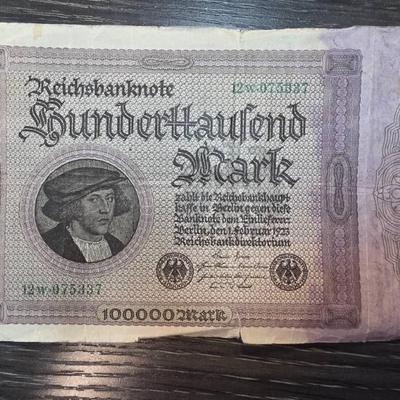 Reichsbanknote
12W·075337
Hunderttausend
Mark
zahlt die Reichsbankhaupt
kasse in Berlin gegen diese
Banknote dem Einlieferer
Berlin, den 1. Februar 1923
Reichsbankdirektorium
12W·075337
100000 Mark